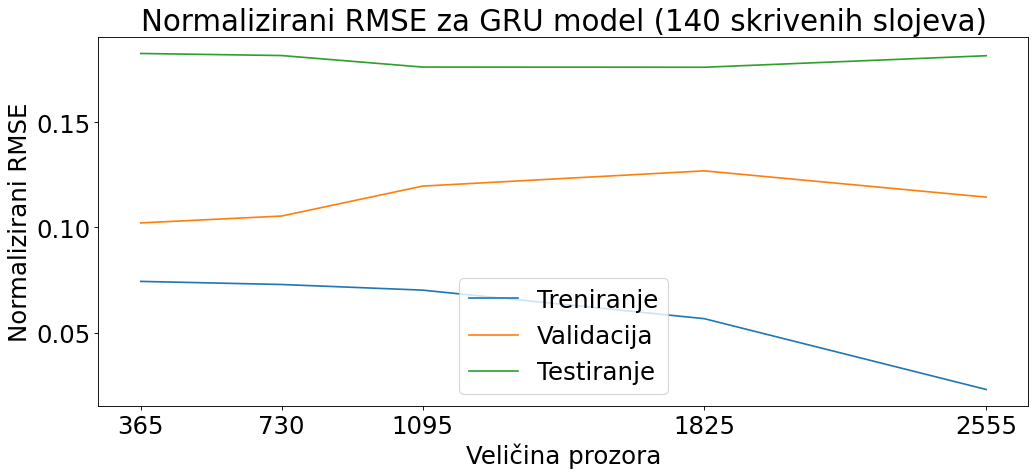 Normalizirani RMSE za GRU model (140 skrivenih slojeva)
Normalizirani RMSE
0.15
0.10
0.05
Treniranje
Validacija
Testiranje
365 730 1095 1825 2555
Veličina prozora